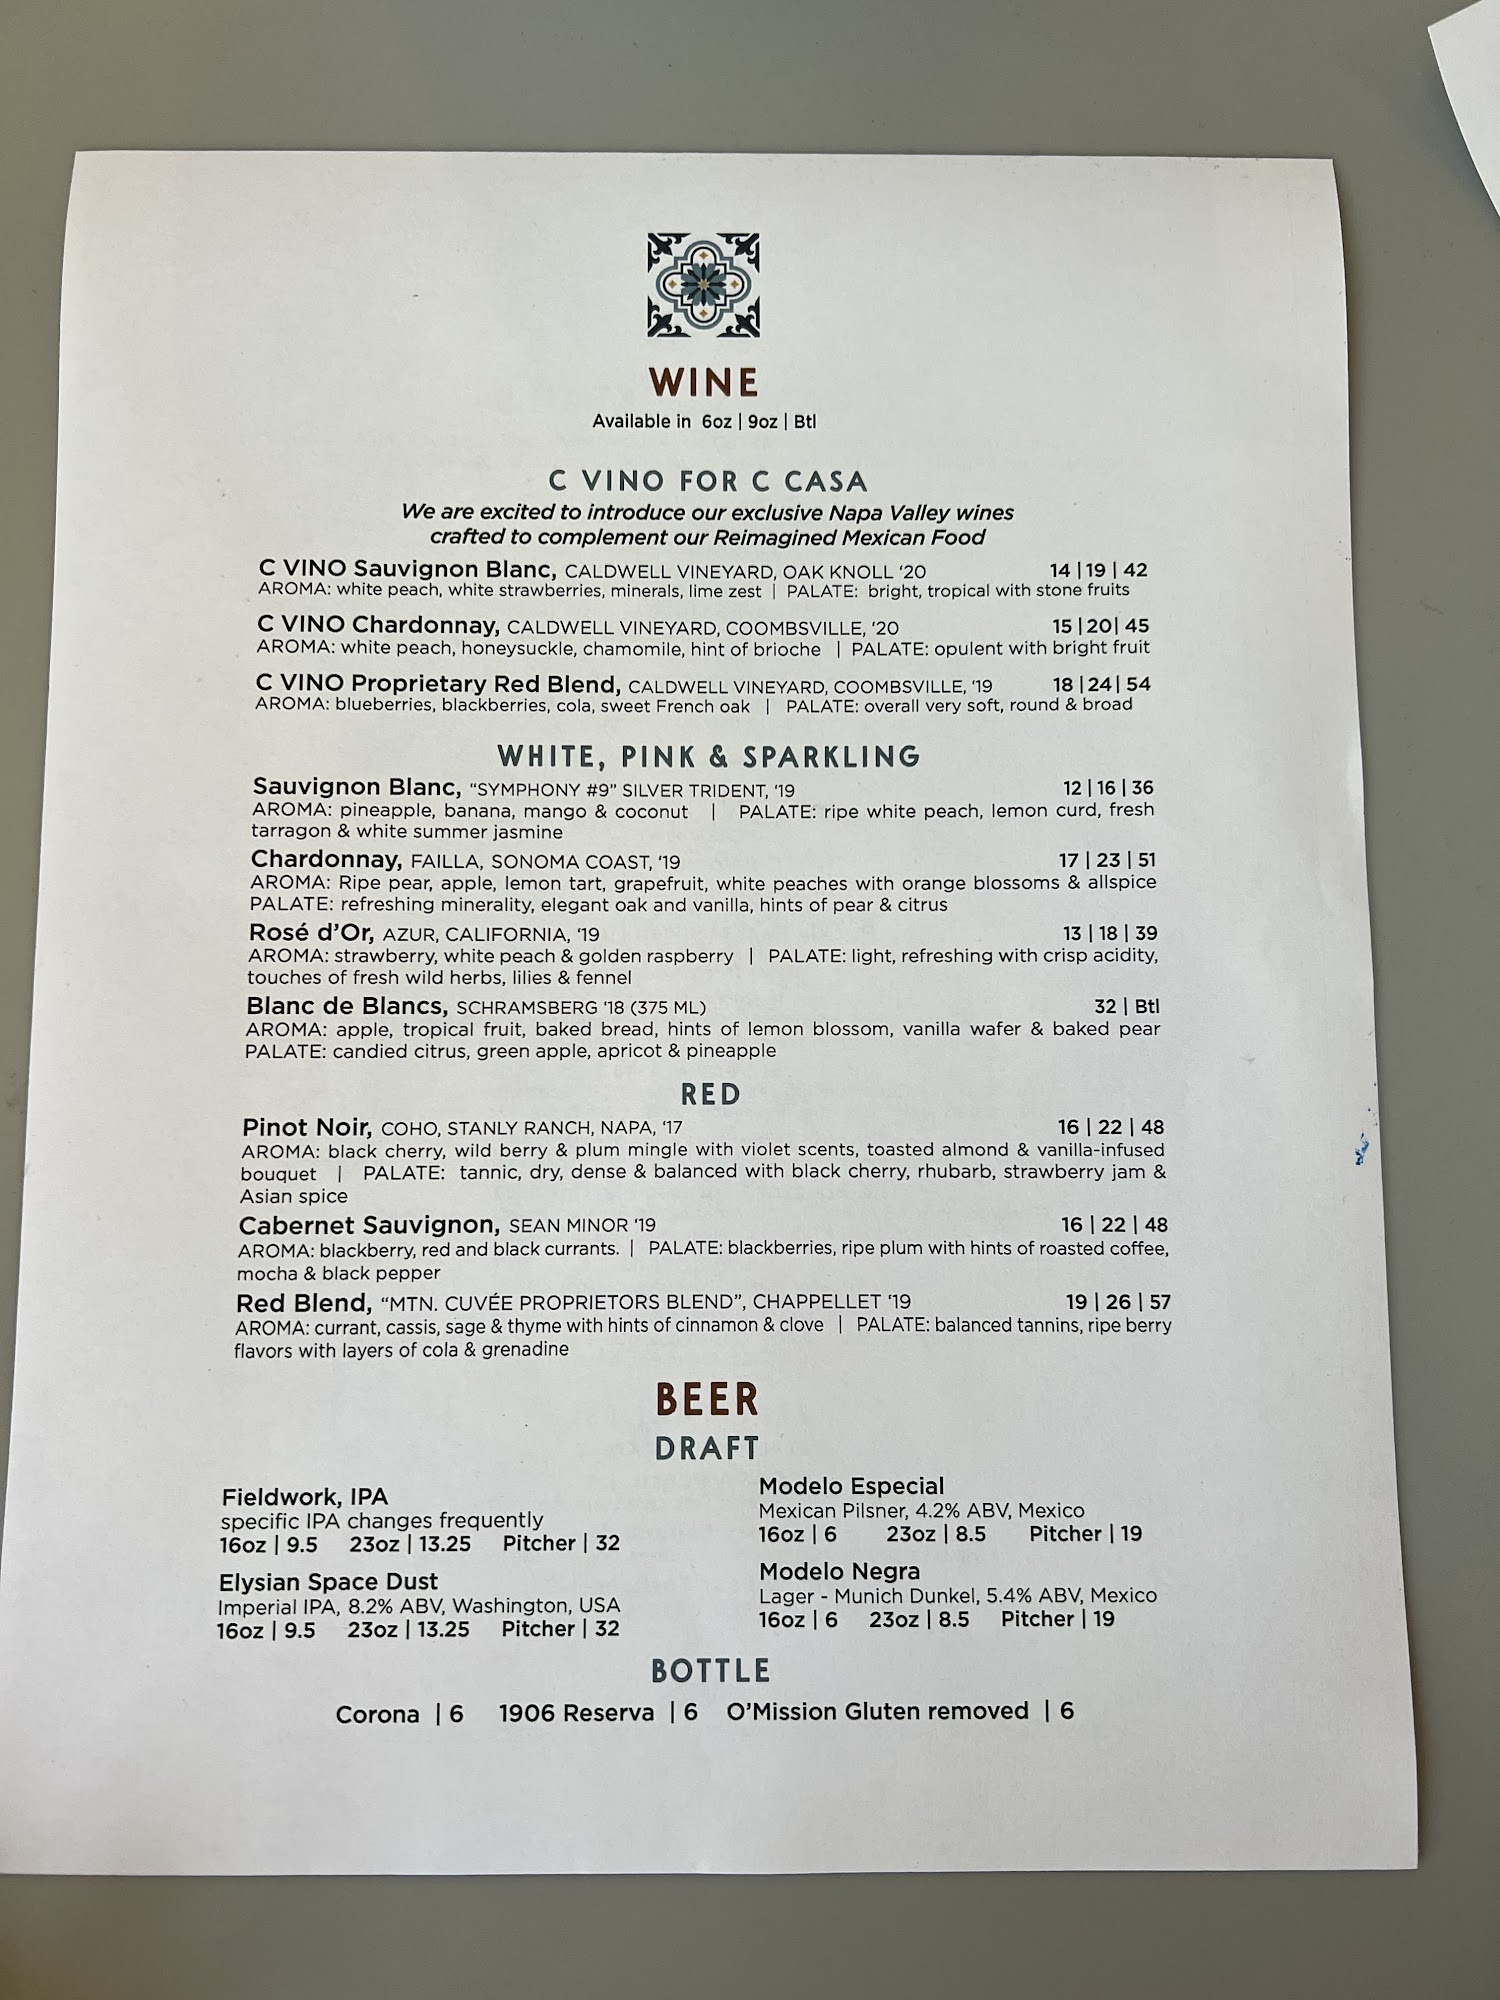 WINE
Available in 6oz | 9oz | Btl
C VINO FOR C CASA
We are excited to introduce our exclusive Napa Valley wines
crafted to complement our Reimagined Mexican Food
C VINO Sauvignon Blanc, CALDWELL VINEYARD, OAK KNOLL ‘20 14 | 19 | 42
AROMA: white peach, white strawberries, minerals, lime zest | PALATE: bright, tropical with stone fruits
C VINO Chardonnay, CALDWELL VINEYARD, COOMBSVILLE, ‘20 15 | 20 | 45
AROMA: white peach, honeysuckle, chamomile, hint of brioche | PALATE: opulent with bright fruit
C VINO Proprietary Red Blend, CALDWELL VINEYARD, COOMBSVILLE, ‘19 18 | 24 | 54
AROMA: blueberries, blackberries, cola, sweet French oak | PALATE: overall very soft, round & broad
WHITE, PINK & SPARKLING
Sauvignon Blanc, “SYMPHONY #9” SILVER TRIDENT, ‘19 12 | 16 | 36
AROMA: pineapple, banana, mango & coconut | PALATE: ripe white peach, lemon curd, fresh
tarragon & white summer jasmine
Chardonnay, FAILLA, SONOMA COAST, ‘19 17 | 23 | 51
AROMA: Ripe pear, apple, lemon tart, grapefruit, white peaches with orange blossoms & allspice
PALATE: refreshing minerality, elegant oak and vanilla, hints of pear & citrus
Rosé d’Or, AZUR, CALIFORNIA, ‘19 13 | 18 | 39
AROMA: strawberry, white peach & golden raspberry | PALATE: light, refreshing with crisp acidity,
touches of fresh wild herbs, lilies & fennel
Blanc de Blancs, SCHRAMSBERG ‘18 (375 ML) 32 | Btl
AROMA: apple, tropical fruit, baked bread, hints of lemon blossom, vanilla wafer & baked pear
PALATE: candied citrus, green apple, apricot & pineapple
RED
Pinot Noir, COHO, STANLY RANCH, NAPA, ‘17 16 | 22 | 48
AROMA: black cherry, wild berry & plum mingle with violet scents, toasted almond & vanilla-infused
bouquet | PALATE: tannic, dry, dense & balanced with black cherry, rhubarb, strawberry jam &
Asian spice
Cabernet Sauvignon, SEAN MINOR ‘19 16 | 22 | 48
AROMA: blackberry, red and black currants. | PALATE: blackberries, ripe plum with hints of roasted coffee,
mocha & black pepper
Red Blend, “MTN. CUVÉE PROPRIETORS BLEND”, CHAPPELLET ‘19 19 | 26 | 57
AROMA: currant, cassis, sage & thyme with hints of cinnamon & clove | PALATE: balanced tannins, ripe berry
flavors with layers of cola & grenadine
BEER
DRAFT
Fieldwork, IPA
specific IPA changes frequently
16oz | 9.5 23oz | 13.25 Pitcher | 32
Elysian Space Dust
Imperial IPA, 8.2% ABV, Washington, USA
16oz | 9.5 23oz | 13.25 Pitcher | 32
Modelo Especial
Mexican Pilsner, 4.2% ABV, Mexico
16oz | 6 23oz | 8.5 Pitcher | 19
Modelo Negra
Lager - Munich Dunkel, 5.4% ABV, Mexico
16oz | 6 23oz | 8.5 Pitcher | 19
BOTTLE
Corona | 6 1906 Reserva | 6 O’Mission Gluten removed | 6